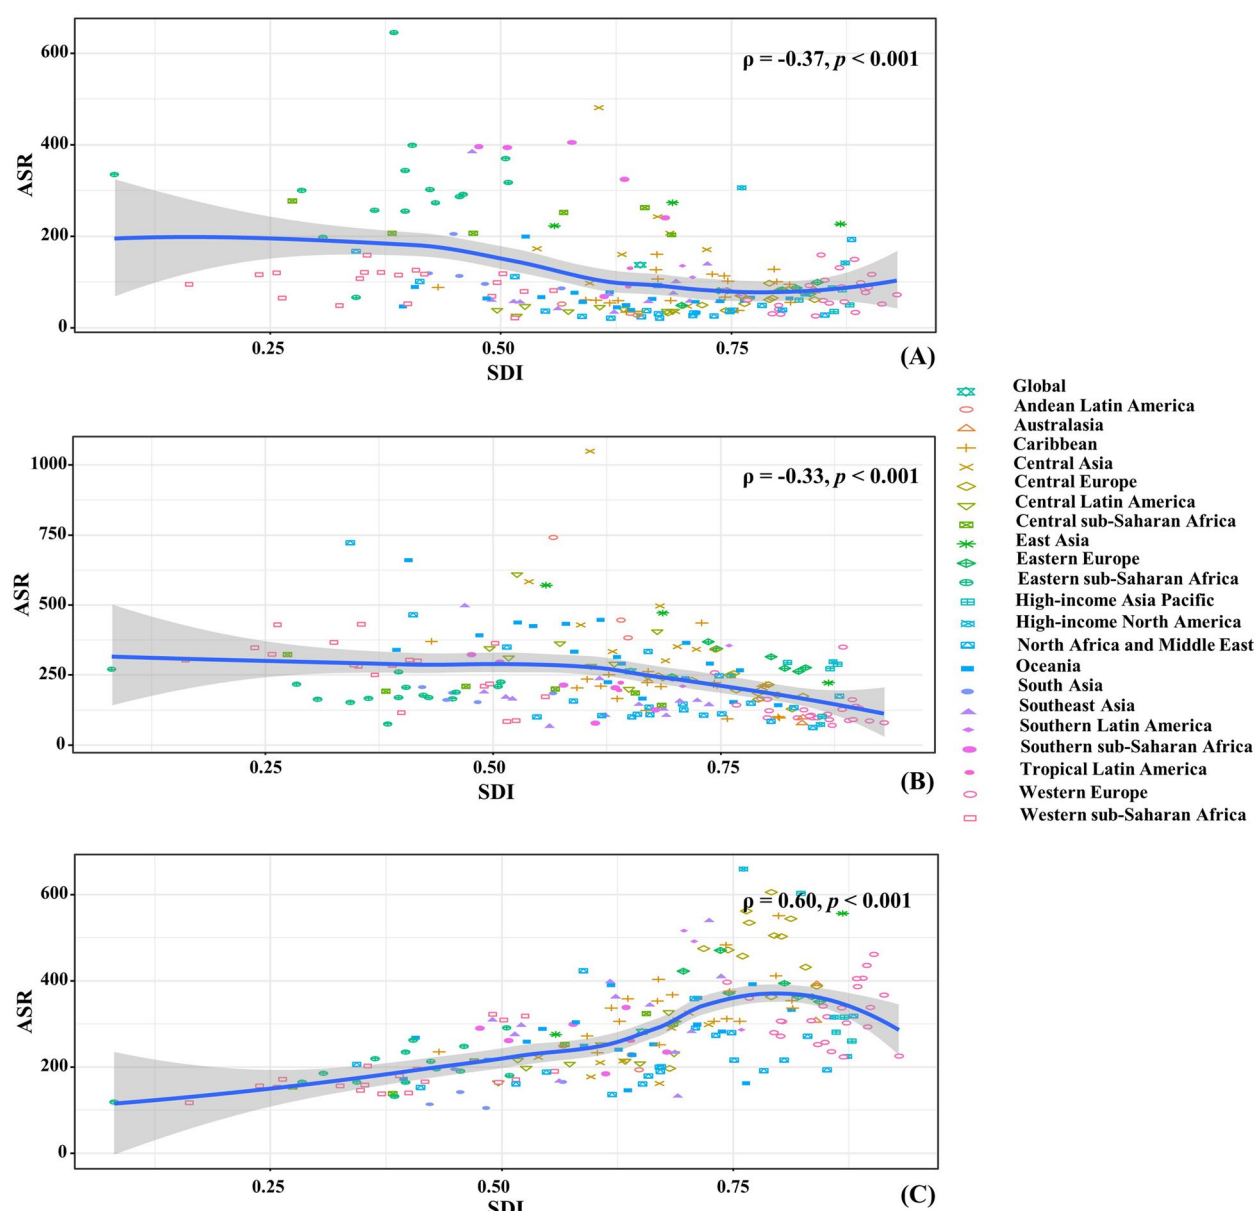 600
ρ = -0.37, p < 0.001
400
ASR
200
0
0.25
0.50
0.75
(A)
SDI
1000
ρ = -0.33, p < 0.001
750
500
ASR
250
0
0.25
0.50
0.75
(B)
SDI
Global
Andean Latin America
Australasia
Caribbean
Central Asia
Central Europe
Central Latin America
Central sub-Saharan Africa
East Asia
Eastern Europe
Eastern sub-Saharan Africa
High-income Asia Pacific
High-income North America
North Africa and Middle East
Oceania
South Asia
Southeast Asia
Southern Latin America
Southern sub-Saharan Africa
Tropical Latin America
Western Europe
Western sub-Saharan Africa
600
ρ = 0.60, p < 0.001
400
ASR
200
0
0.25
0.50
0.75
(C)
SDI